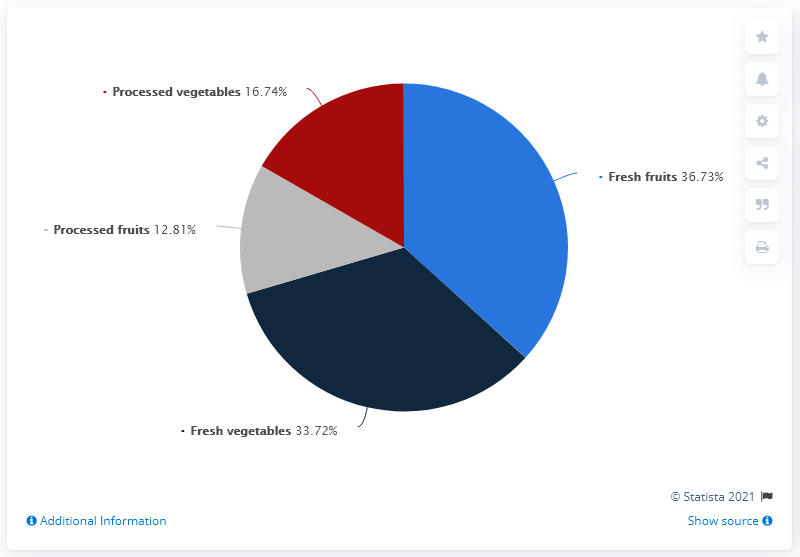 Processed vegetables 16.74%
Fresh fruits 36.73%
Processed fruits 12.81%
Fresh vegetables 33.72%
© Statista 2021
Additional Information
Show source